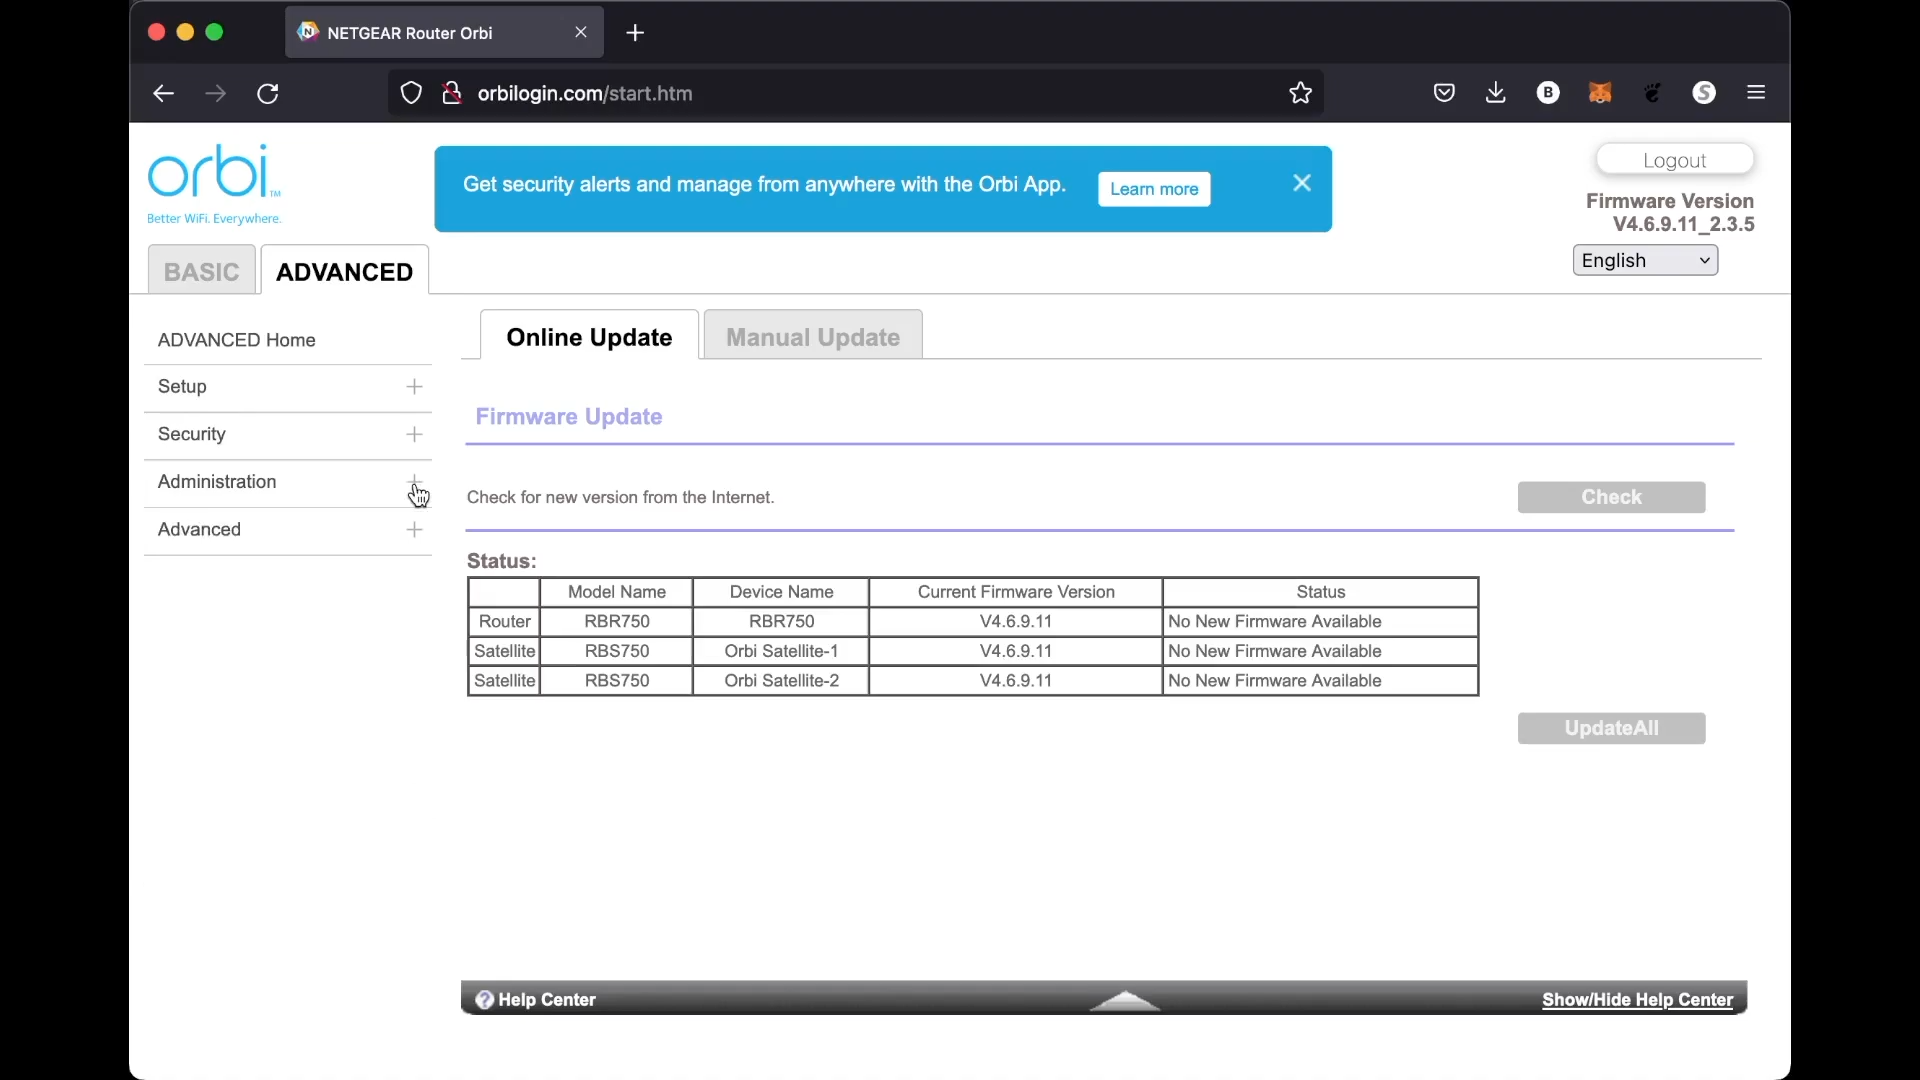 NETGEAR Router Orbi
orbilogin.com/start.htm
B
S
orbi™
Better WiFi. Everywhere.
Get security alerts and manage from anywhere with the Orbi App.
Learn more
Logout
Firmware Version
V4.6.9.11_2.3.5
English
BASIC
ADVANCED
ADVANCED Home
Setup
Security
Administration
Advanced
Online Update
Manual Update
Firmware Update
Check for new version from the Internet.
Check
Status:
Model Name Device Name Current Firmware Version Status
Router RBR750 RBR750 V4.6.9.11 No New Firmware Available
Satellite RBS750 Orbi Satellite-1 V4.6.9.11 No New Firmware Available
Satellite RBS750 Orbi Satellite-2 V4.6.9.11 No New Firmware Available
UpdateAll
? Help Center
Show/Hide Help Center